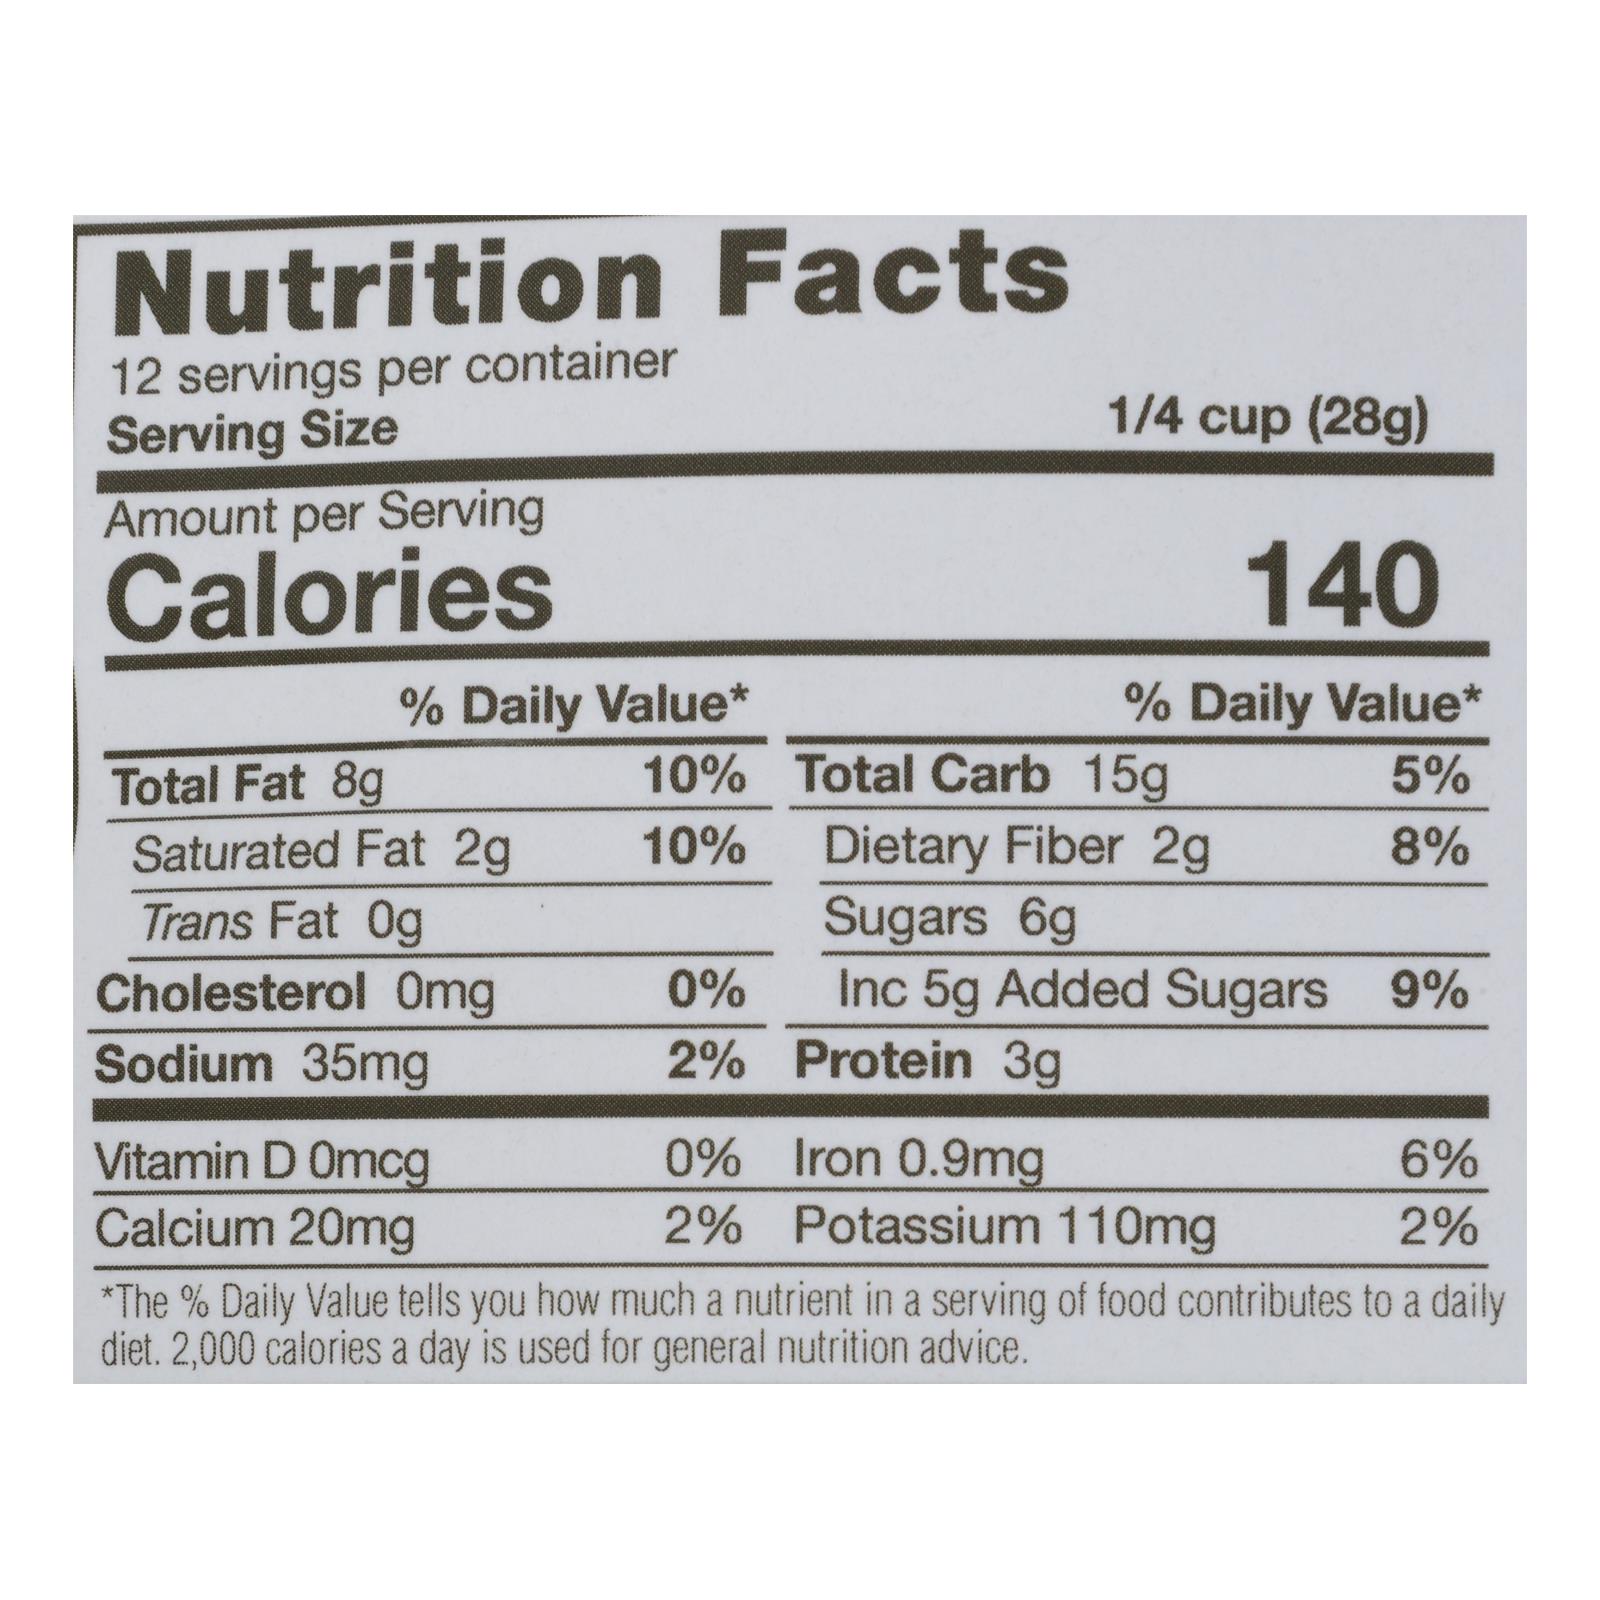 Nutrition Facts
12 servings per container
Serving Size 1/4 cup (28g)
Amount per Serving
Calories 140
% Daily Value* % Daily Value*
Total Fat 8g 10% Total Carb 15g 5%
Saturated Fat 2g 10% Dietary Fiber 2g 8%
Trans Fat 0g Sugars 6g
Cholesterol 0mg 0% Inc 5g Added Sugars 9%
Sodium 35mg 2% Protein 3g
Vitamin D 0mcg 0% Iron 0.9mg 6%
Calcium 20mg 2% Potassium 110mg 2%
*The % Daily Value tells you how much a nutrient in a serving of food contributes to a daily
diet. 2,000 calories a day is used for general nutrition advice.